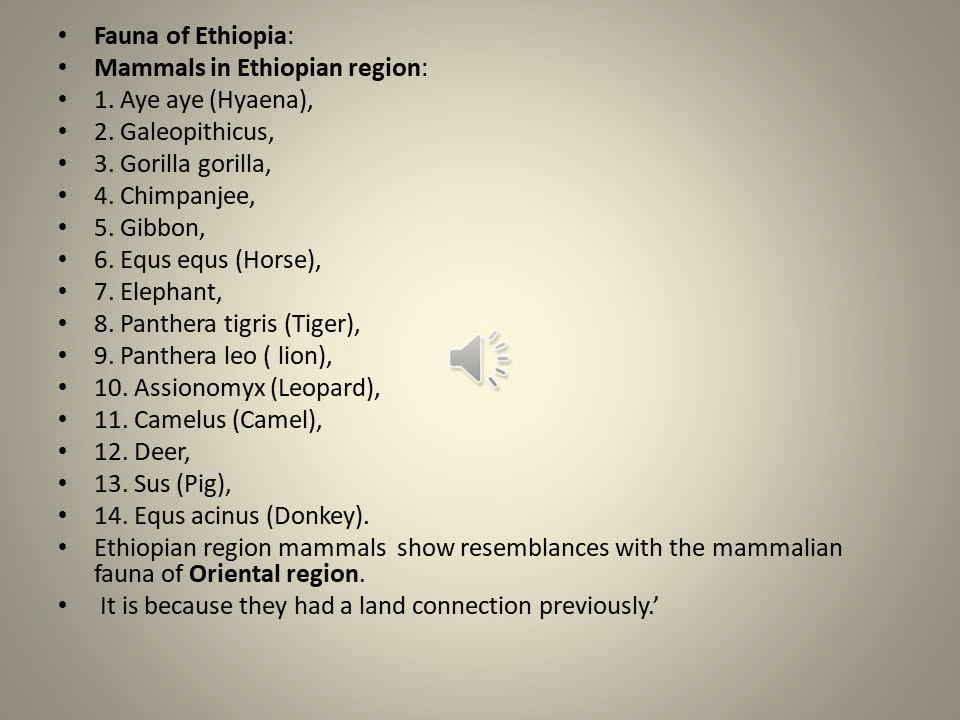 • Fauna of Ethiopia:
• Mammals in Ethiopian region:
• 1. Aye aye (Hyaena),
• 2. Galeopithicus,
• 3. Gorilla gorilla,
• 4. Chimpanjee,
• 5. Gibbon,
• 6. Equs equs (Horse),
• 7. Elephant,
• 8. Panthera tigris (Tiger),
• 9. Panthera leo ( lion),
• 10. Assionomyx (Leopard),
• 11. Camelus (Camel),
• 12. Deer,
• 13. Sus (Pig),
• 14. Equs acinus (Donkey).
• Ethiopian region mammals  show resemblances with the mammalian
fauna of Oriental region.
•  It is because they had a land connection previously.’